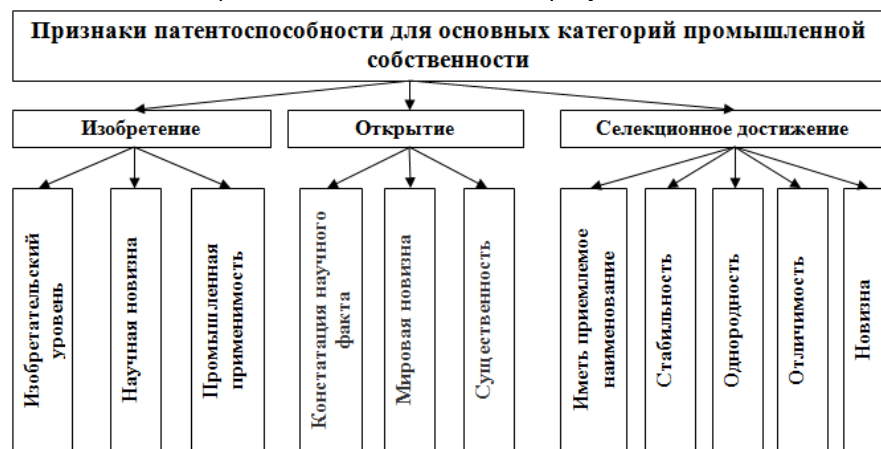 Признаки патентоспособности для основных категорий промышленной
собственности
Изобретение
Открытие
Селекционное достижение
Изобретательский
уровень
Научная новизна
Промышленная
применимость
Констатация научного
факта
Мировая новизна
Существенность
Иметь приемлемое
наименование
Стабильность
Однородность
Отличимость
Новизна